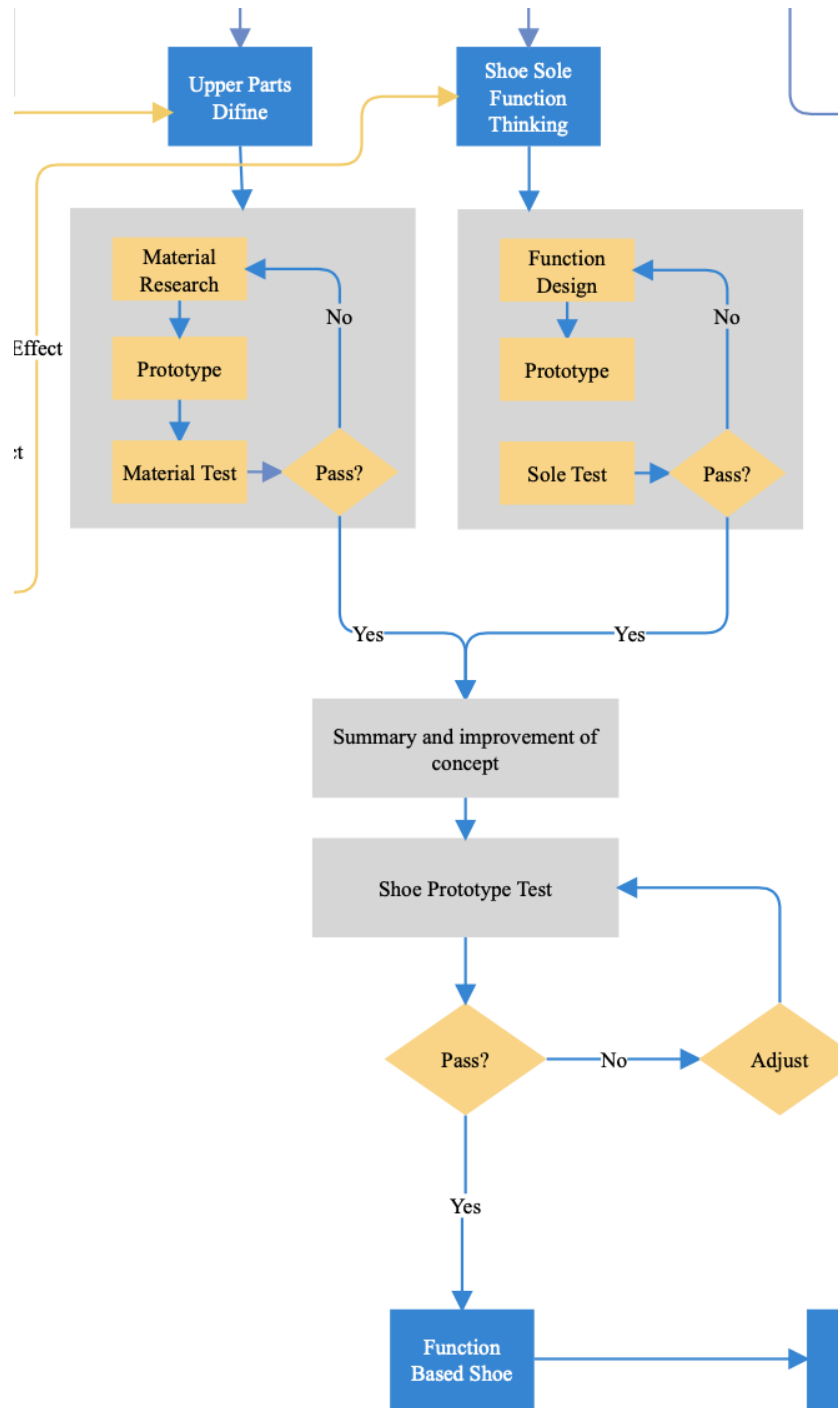 Upper Parts
Difine
Shoe Sole
Function
Thinking
Material
Research
No
Prototype
Material Test
Pass?
Function
Design
No
Prototype
Sole Test
Pass?
Effect
ct
Yes
Yes
Summary and improvement of
concept
Shoe Prototype Test
Pass?
No
Adjust
Yes
Function
Based Shoe